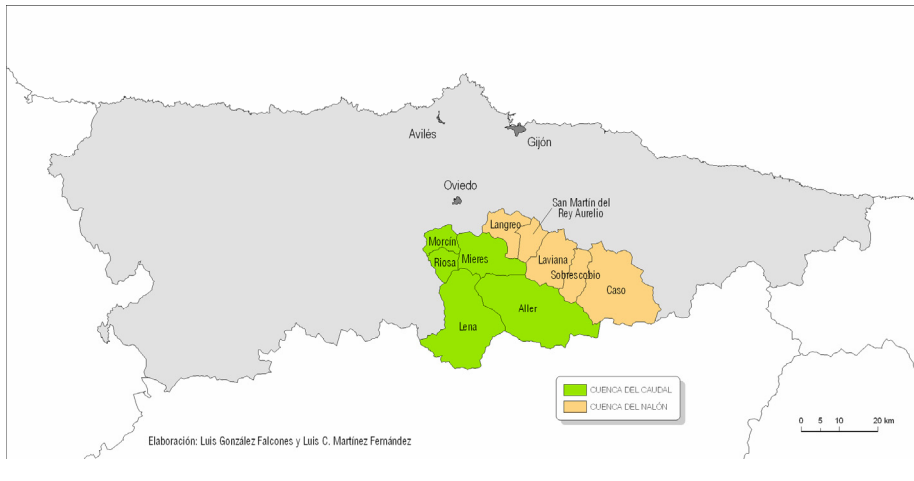 Avilés
Gijón
Oviedo
San Martín del
Rey Aurelio
Langreo
Morcín
Riosa
Mieres
Laviana
Sobrescobio
Caso
Aller
Lena
CUENCA DEL CAUDAL
CUENCA DEL NALÓN
0 5 10 20 km
Elaboración: Luis González Falcones y Luis C. Martínez Fernández